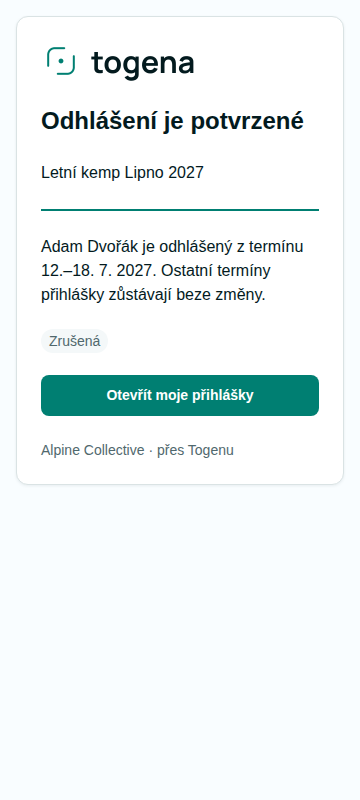 togena
Odhlášení je potvrzené
Letní kemp Lipno 2027
Adam Dvořák je odhlášený z termínu
12.–18. 7. 2027. Ostatní termíny
přihlášky zůstávají beze změny.
Zrušená
Otevřít moje přihlášky
Alpine Collective · přes Togenu